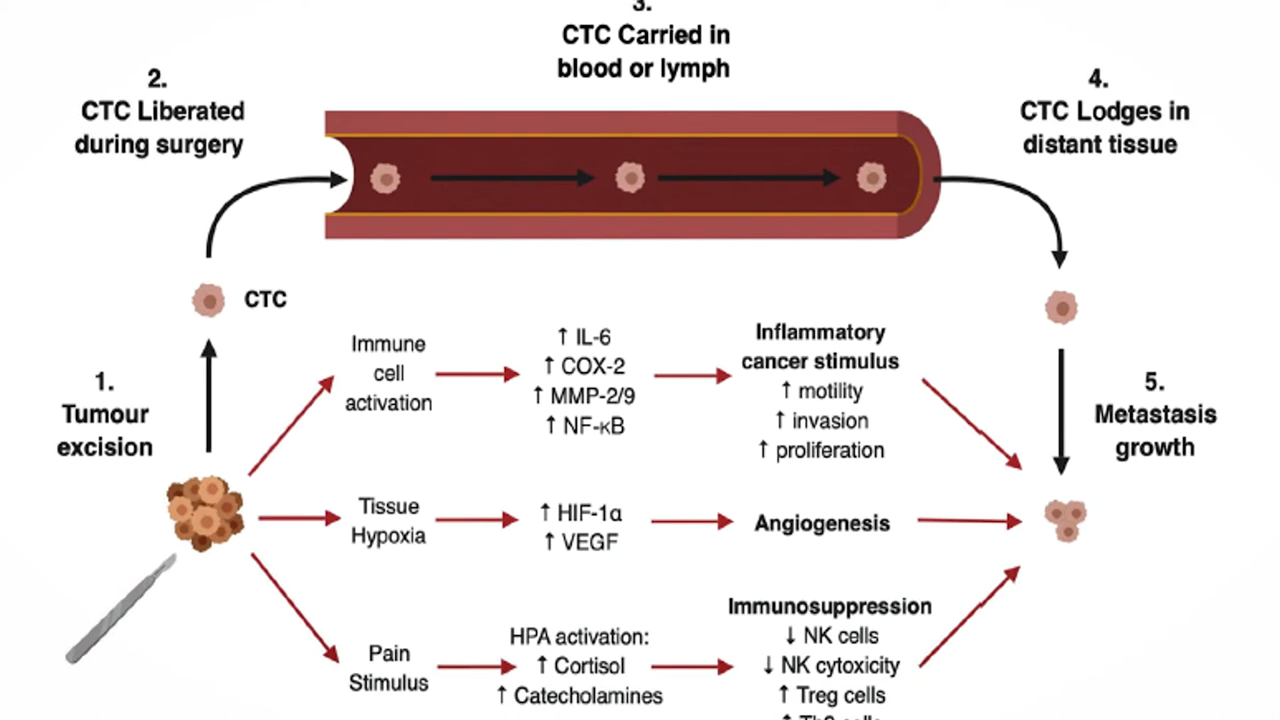 3.
CTC Carried in
blood or lymph
2.
CTC Liberated
during surgery
4.
CTC Lodges in
distant tissue
CTC
1.
Tumour
excision
Immune
cell
activation
↑ IL-6
↑ COX-2
↑ MMP-2/9
↑ NF-κB
Inflammatory
cancer stimulus
↑ motility
↑ invasion
↑ proliferation
5.
Metastasis
growth
Tissue
Hypoxia
↑ HIF-1α
↑ VEGF
Angiogenesis
Pain
Stimulus
HPA activation:
↑ Cortisol
↑ Catecholamines
Immunosuppression
↓ NK cells
↓ NK cytoxicity
↑ Treg cells